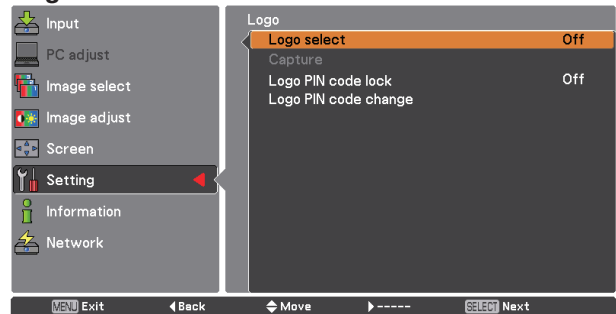 Input
PC adjust
Image select
Image adjust
Screen
Setting
Information
Network
Logo
Logo select Off
Capture
Logo PIN code lock Off
Logo PIN code change
MENU Exit Back Move ----- SELECT Next